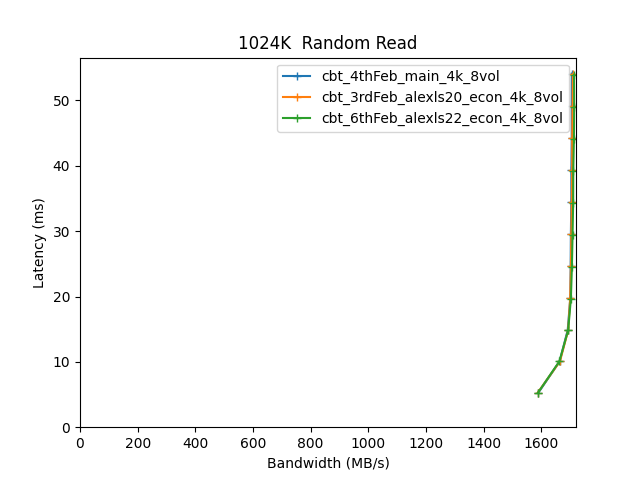 1024K  Random Read
cbt_4thFeb_main_4k_8vol
cbt_3rdFeb_alexls20_econ_4k_8vol
cbt_6thFeb_alexls22_econ_4k_8vol
Latency (ms)
50
40
30
20
10
0
0 200 400 600 800 1000 1200 1400 1600
Bandwidth (MB/s)